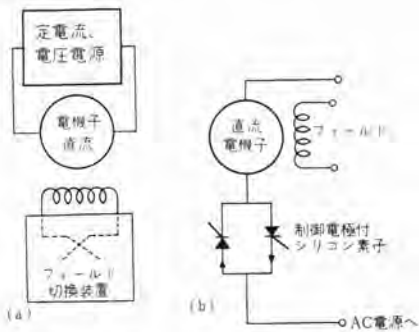 定電流、
電圧電源
電機子
直流
フィールド
切換装置
(a)
直流
電機子
フィールド
制御電極付
シリコン素子
(b)
AC電源へ